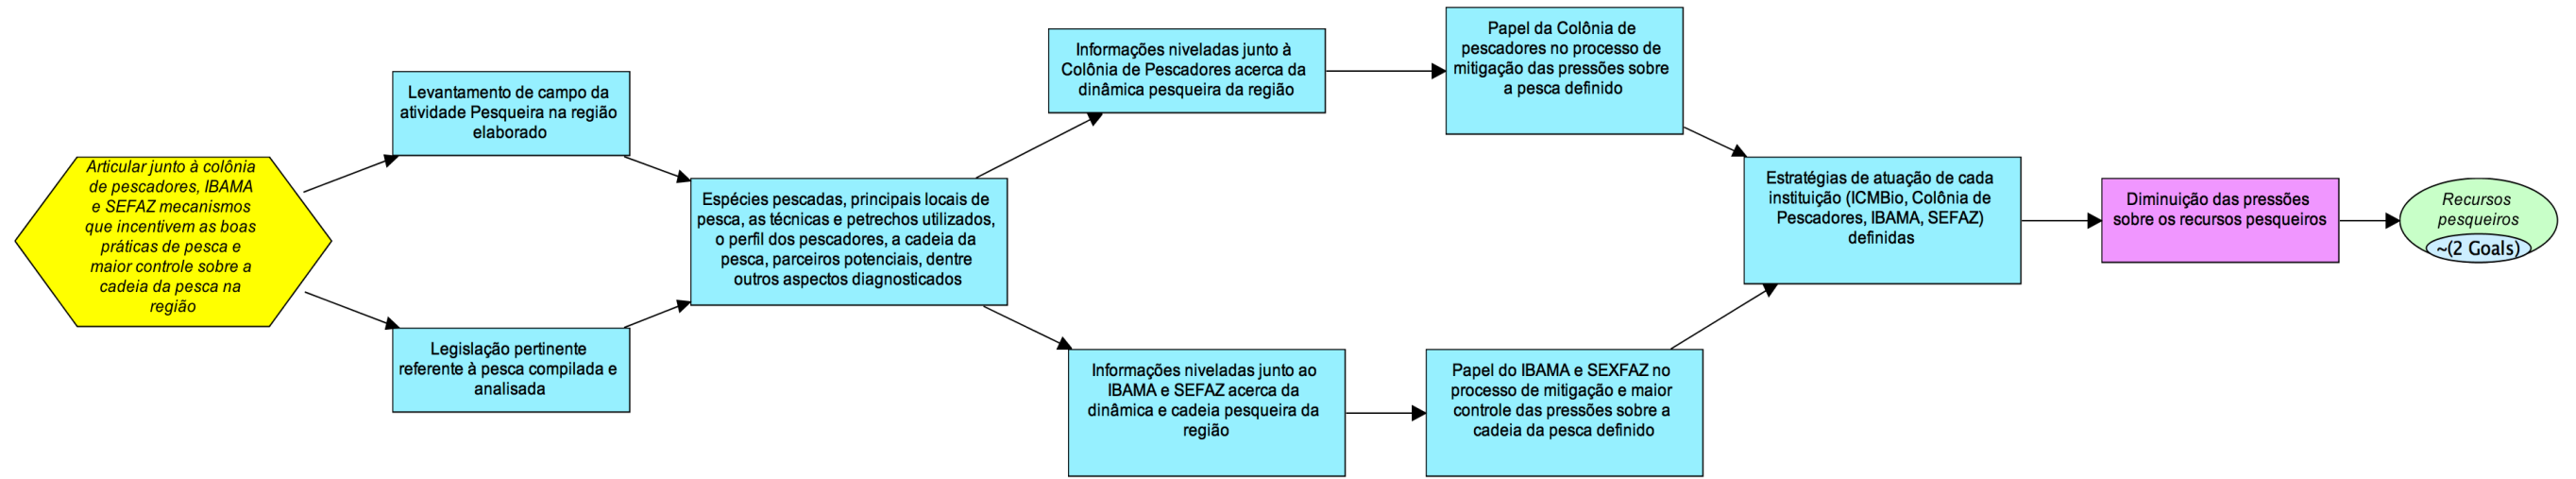 Articular junto à colônia
de pescadores, IBAMA
e SEFAZ mecanismos
que incentivem as boas
práticas de pesca e
maior controle sobre a
cadeia da pesca na
região
Levantamento de campo da
atividade Pesqueira na região
elaborado
Legislação pertinente
referente à pesca compilada e
analisada
Espécies pescadas, principais locais de
pesca, as técnicas e petrechos utilizados,
o perfil dos pescadores, a cadeia da
pesca, parceiros potenciais, dentre
outros aspectos diagnosticados
Informações niveladas junto à
Colônia de Pescadores acerca da
dinâmica pesqueira da região
Informações niveladas junto ao
IBAMA e SEFAZ acerca da
dinâmica e cadeia pesqueira da
região
Papel da Colônia de
pescadores no processo de
mitigação das pressões sobre
a pesca definido
Papel do IBAMA e SEXFAZ no
processo de mitigação e maior
controle das pressões sobre a
cadeia da pesca definido
Estratégias de atuação de cada
instituição (ICMBio, Colônia de
Pescadores, IBAMA, SEFAZ)
definidas
Diminuição das pressões
sobre os recursos pesqueiros
Recursos
pesqueiros
~(2 Goals)